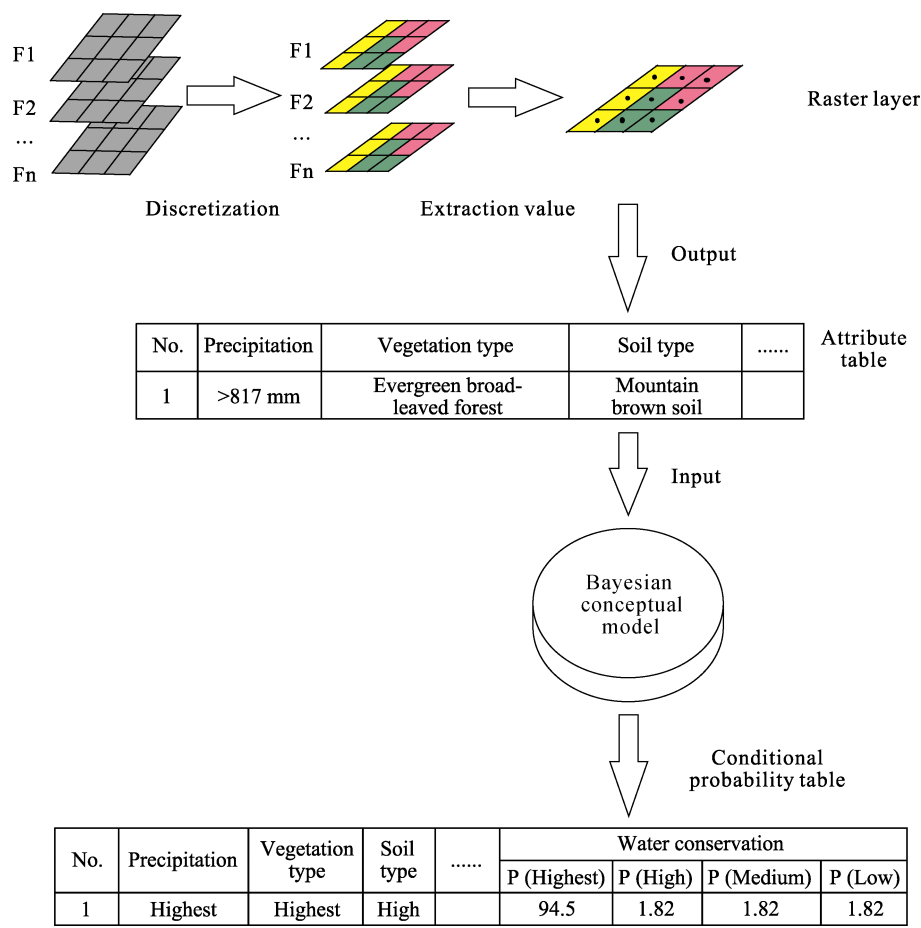 F1
F2
...
Fn
F1
F2
...
Fn
Raster layer
Discretization
Extraction value
Output
Attribute
table
No. Precipitation Vegetation type Soil type ......
1 >817 mm Evergreen broad-
leaved forest Mountain
brown soil
Input
Bayesian
conceptual
model
Conditional
probability table
No. Precipitation Vegetation
type Soil
type ...... Water conservation
P (Highest) P (High) P (Medium) P (Low)
1 Highest Highest High 94.5 1.82 1.82 1.82